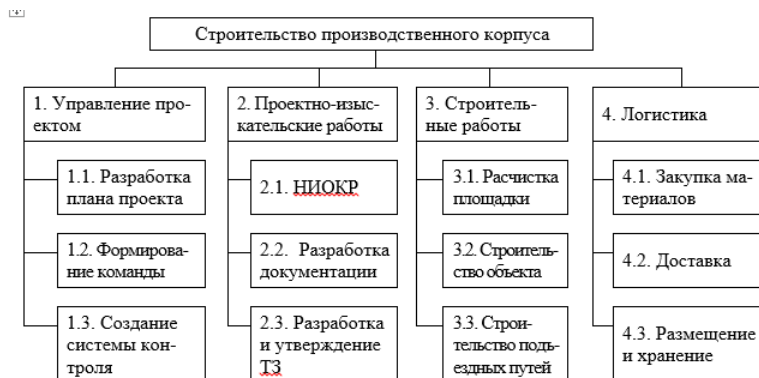 Строительство производственного корпуса
1. Управление про-
ектом
1.1. Разработка
плана проекта
1.2. Формирова-
ние команды
1.3. Создание
системы кон-
троля
2. Проектно-изыс-
кательские работы
2.1. НИОКР
2.2. Разработка
документации
2.3. Разработка
и утверждение
ТЗ
3. Строитель-
ные работы
3.1. Расчистка
площадки
3.2. Строитель-
ство объекта
3.3. Строи-
тельство подъ-
ездных путей
4. Логистика
4.1. Закупка ма-
териалов
4.2. Доставка
4.3. Размещение
и хранение